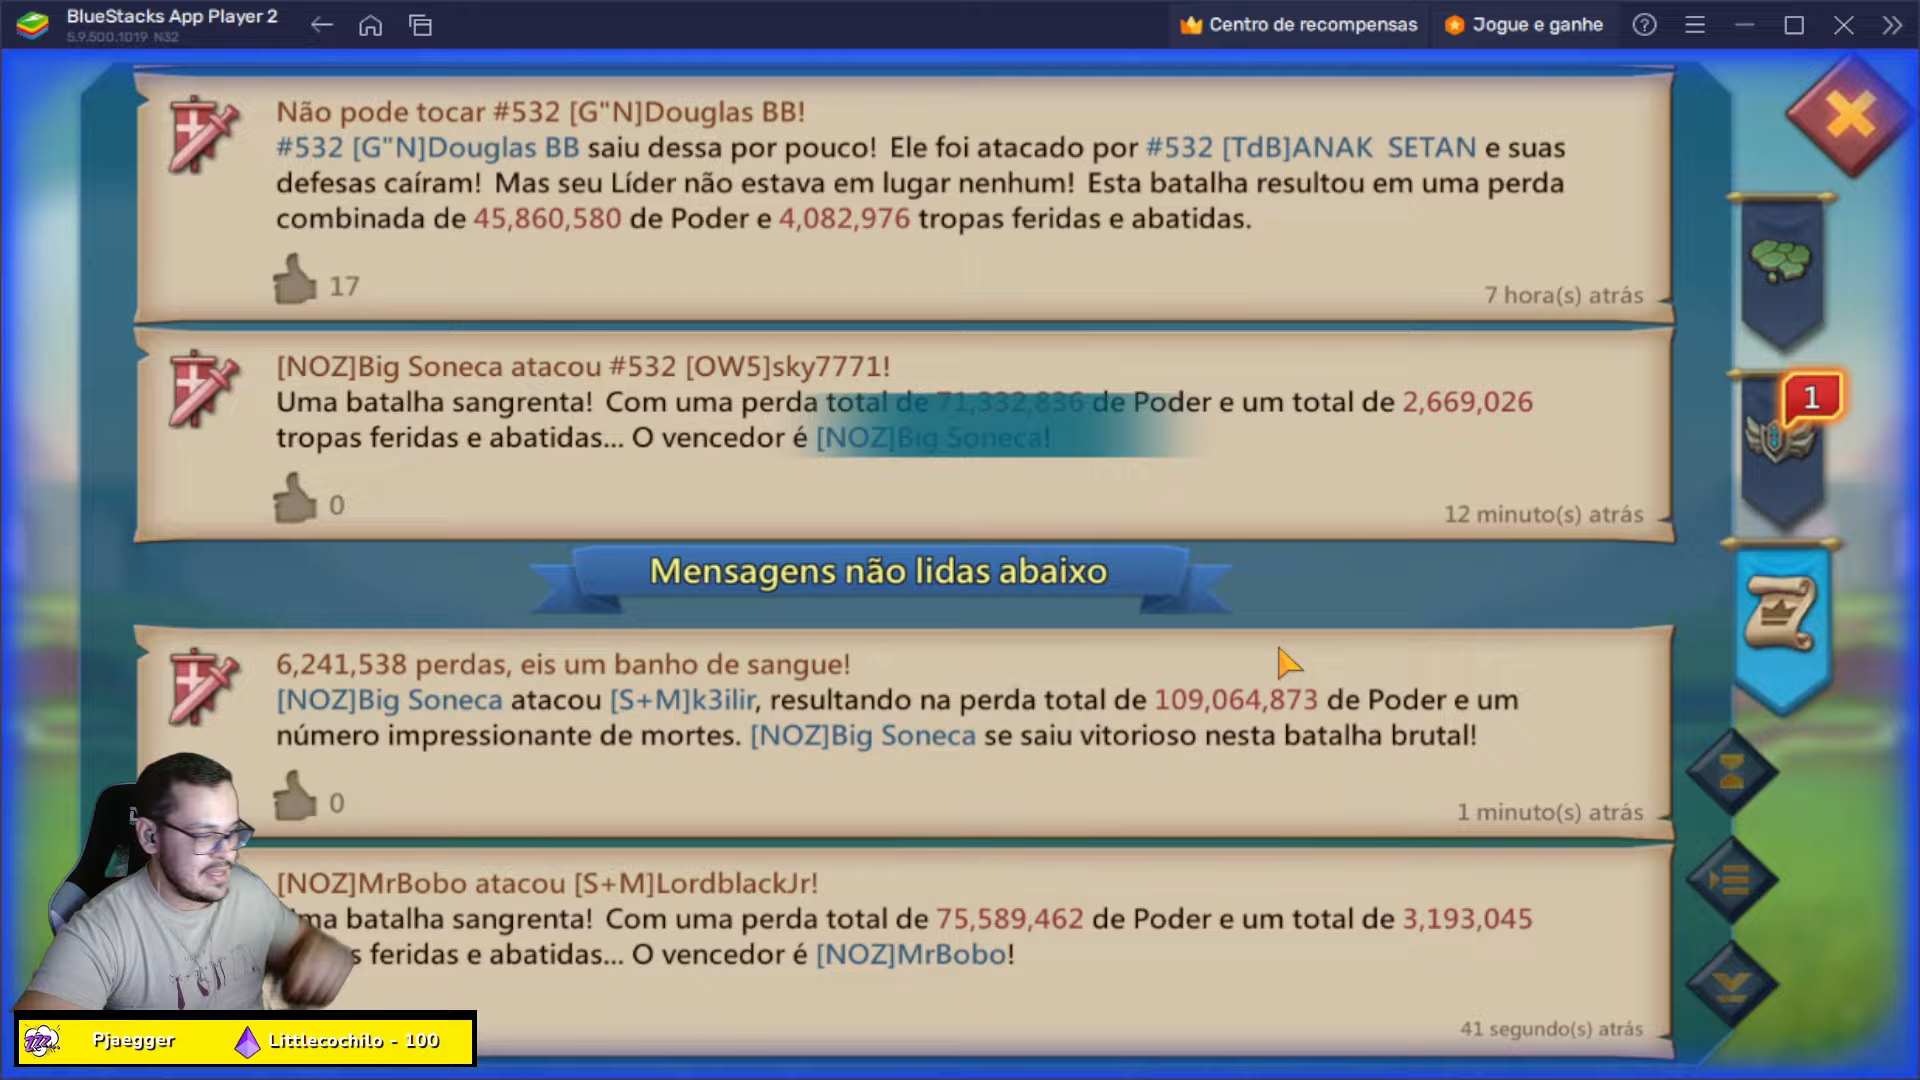 BlueStacks App Player 2
5.9.500.1019 N32
Centro de recompensas
Jogue e ganhe
Não pode tocar #532 [G"N]Douglas BB!
#532 [G"N]Douglas BB saiu dessa por pouco! Ele foi atacado por #532 [TdB]ANAK SETAN e suas
defesas caíram! Mas seu Líder não estava em lugar nenhum! Esta batalha resultou em uma perda
combinada de 45,860,580 de Poder e 4,082,976 tropas feridas e abatidas.
17
7 hora(s) atrás
[NOZ]Big Soneca atacou #532 [OW5]sky7771!
Uma batalha sangrenta! Com uma perda total de 71,332,836 de Poder e um total de 2,669,026
tropas feridas e abatidas... O vencedor é [NOZ]Big Soneca!
0
12 minuto(s) atrás
1
Mensagens não lidas abaixo
6,241,538 perdas, eis um banho de sangue!
[NOZ]Big Soneca atacou [S+M]k3ilir, resultando na perda total de 109,064,873 de Poder e um
número impressionante de mortes. [NOZ]Big Soneca se saiu vitorioso nesta batalha brutal!
0
1 minuto(s) atrás
[NOZ]MrBobo atacou [S+M]LordblackJr!
ma batalha sangrenta! Com uma perda total de 75,589,462 de Poder e um total de 3,193,045
s feridas e abatidas... O vencedor é [NOZ]MrBobo!
41 segundo(s) atrás
zzz Pjaegger Littlecochilo - 100